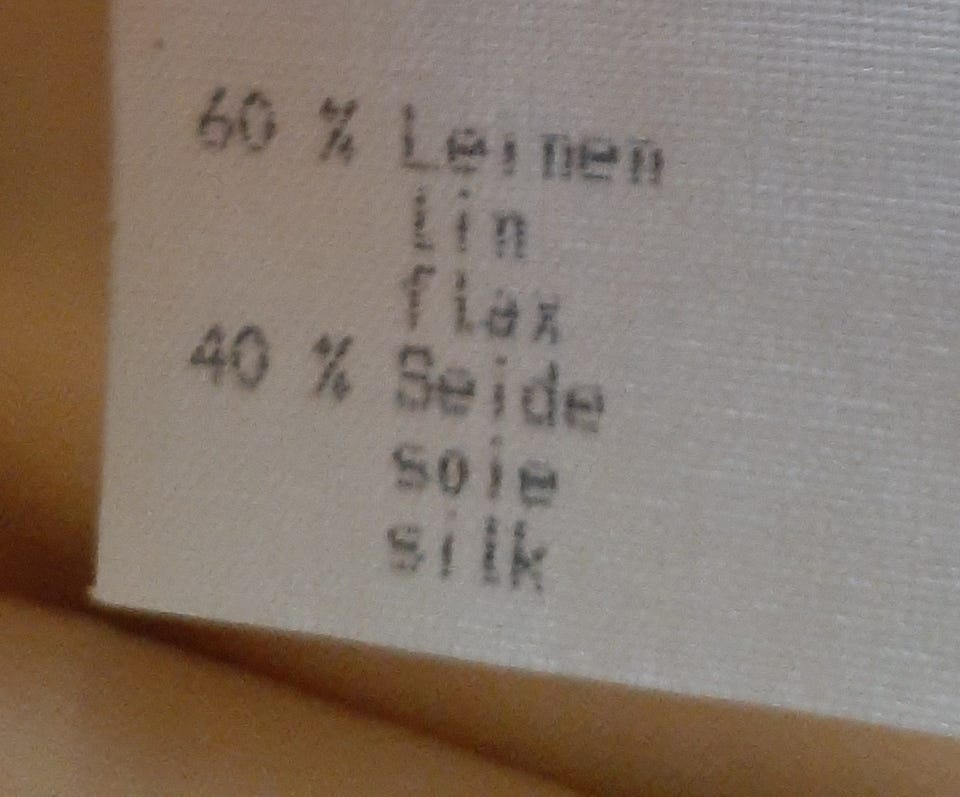 60 % Leinen
lin
flax
40 % Seide
soie
silk